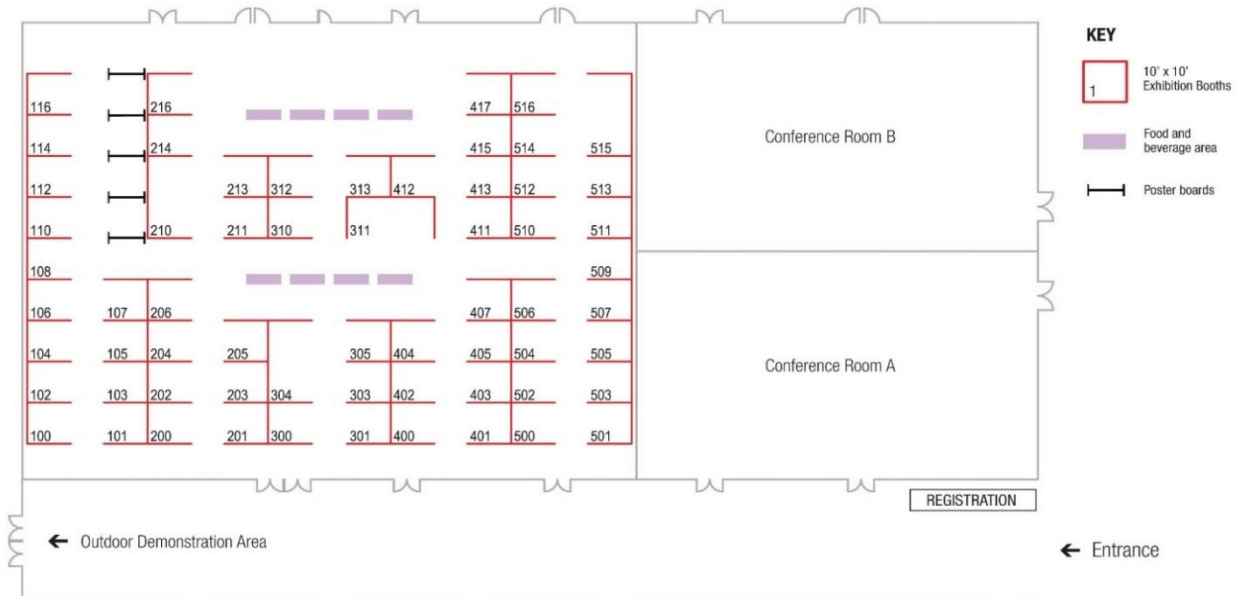 KEY
1
10' x 10'
Exhibition Booths
Food and
beverage area
Poster boards
116 216 417 516
114 214 415 514 515
112 213 312 313 412 413 512 513
110 210 211 310 311 411 510 511
108 509
106 107 206 407 506 507
104 105 204 205 305 404 405 504 505
102 103 202 203 304 303 402 403 502 503
100 101 200 201 300 301 400 401 500 501
Conference Room B
Conference Room A
REGISTRATION
Outdoor Demonstration Area
Entrance